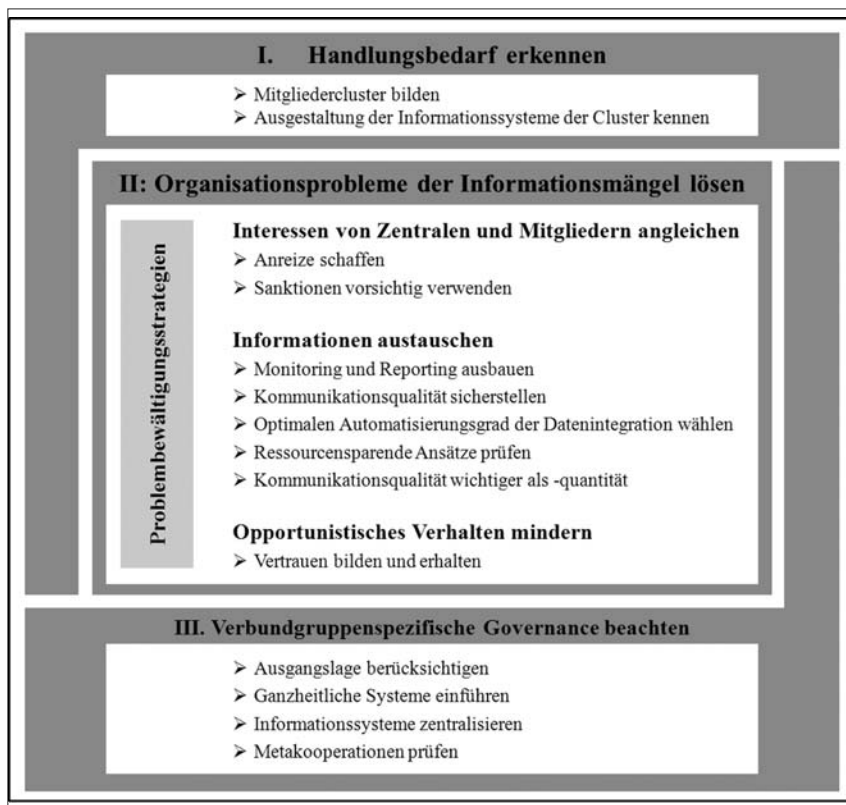 I. Handlungsbedarf erkennen
➢ Mitgliedercluster bilden
➢ Ausgestaltung der Informationssysteme der Cluster kennen
II: Organisationsprobleme der Informationsmängel lösen
Problembewältigungsstrategien
Interessen von Zentralen und Mitgliedern angleichen
➢ Anreize schaffen
➢ Sanktionen vorsichtig verwenden
Informationen austauschen
➢ Monitoring und Reporting ausbauen
➢ Kommunikationsqualität sicherstellen
➢ Optimalen Automatisierungsgrad der Datenintegration wählen
➢ Ressourcensparende Ansätze prüfen
➢ Kommunikationsqualität wichtiger als -quantität
Opportunistisches Verhalten mindern
➢ Vertrauen bilden und erhalten
III. Verbundgruppenspezifische Governance beachten
➢ Ausgangslage berücksichtigen
➢ Ganzheitliche Systeme einführen
➢ Informationssysteme zentralisieren
➢ Metakooperationen prüfen